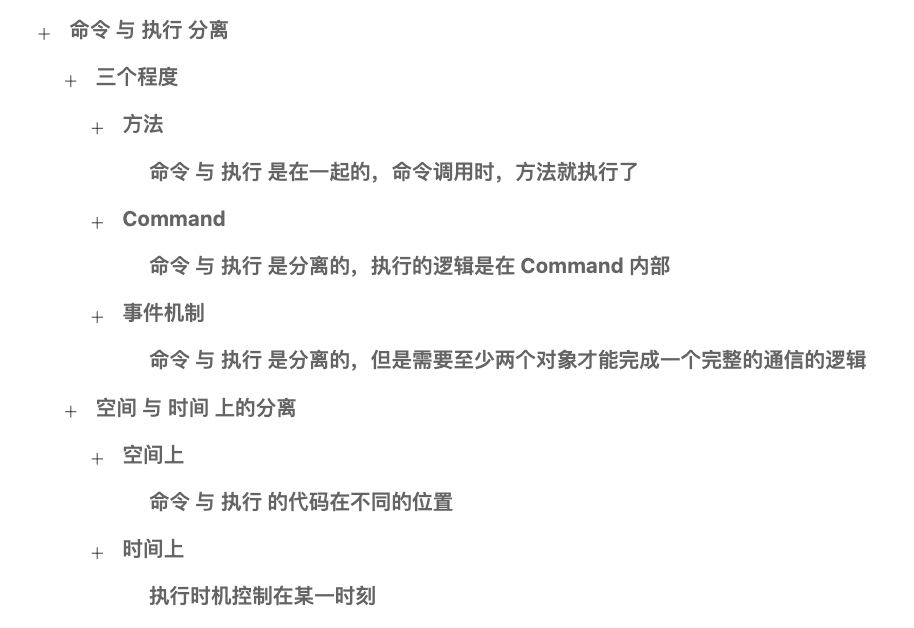 + 命令 与 执行 分离
+ 三个程度
+ 方法
命令 与 执行 是在一起的，命令调用时，方法就执行了
+ Command
命令 与 执行 是分离的，执行的逻辑是在 Command 内部
+ 事件机制
命令 与 执行 是分离的，但是需要至少两个对象才能完成一个完整的通信的逻辑
+ 空间 与 时间 上的分离
+ 空间上
命令 与 执行 的代码在不同的位置
+ 时间上
执行时机控制在某一时刻